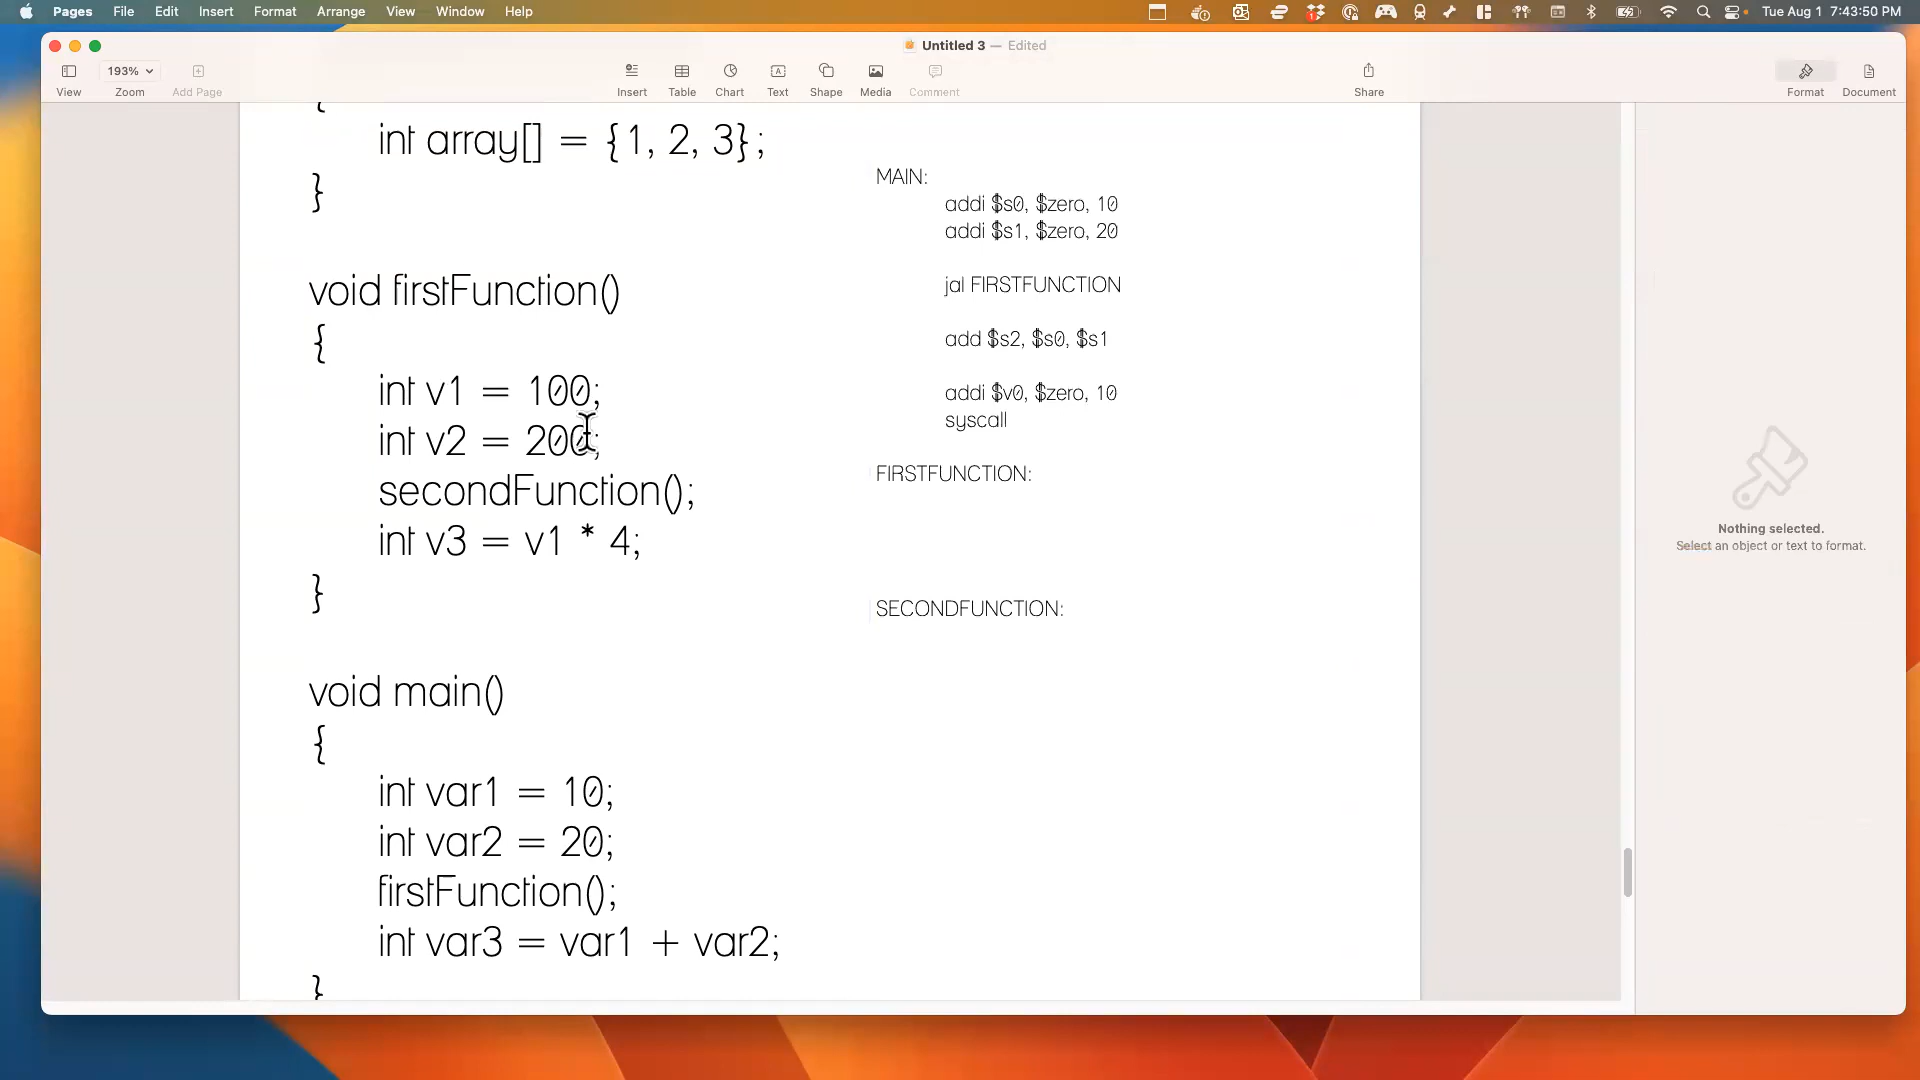 Pages File Edit Insert Format Arrange View Window Help
Tue Aug 1 7:43:50 PM
Untitled 3 — Edited
193%
View Zoom Add Page Insert Table Chart Text Shape Media Comment Share Format Document
{
int array[] = {1, 2, 3};
}
void firstFunction()
{
int v1 = 100;
int v2 = 200;
secondFunction();
int v3 = v1 * 4;
}
void main()
{
int var1 = 10;
int var2 = 20;
firstFunction();
int var3 = var1 + var2;
}
MAIN:
addi $s0, $zero, 10
addi $s1, $zero, 20
jal FIRSTFUNCTION
add $s2, $s0, $s1
addi $v0, $zero, 10
syscall
FIRSTFUNCTION:
SECONDFUNCTION:
Nothing selected.
Select an object or text to format.